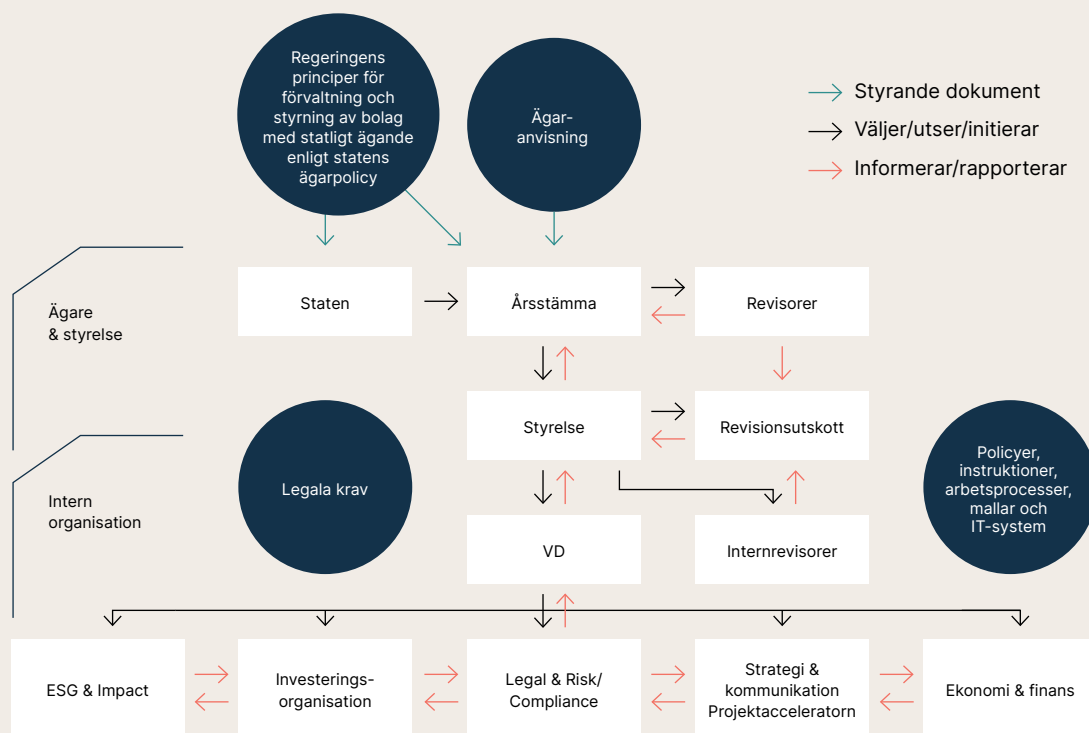 Regeringens
principer för
förvaltning och
styrning av bolag
med statligt ägande
enligt statens
ägarpolicy
Ägar-
anvisning
Styrande dokument
Väljer/utser/initierar
Informerar/rapporterar
Ägare
& styrelse
Staten
Årsstämma
Revisorer
Styrelse
Revisionsutskott
Legala krav
Policyer,
instruktioner,
arbetsprocesser,
mallar och
IT-system
Intern
organisation
VD
Internrevisorer
ESG & Impact
Investerings-
organisation
Legal & Risk/
Compliance
Strategi &
kommunikation
Projektacceleratorn
Ekonomi & finans